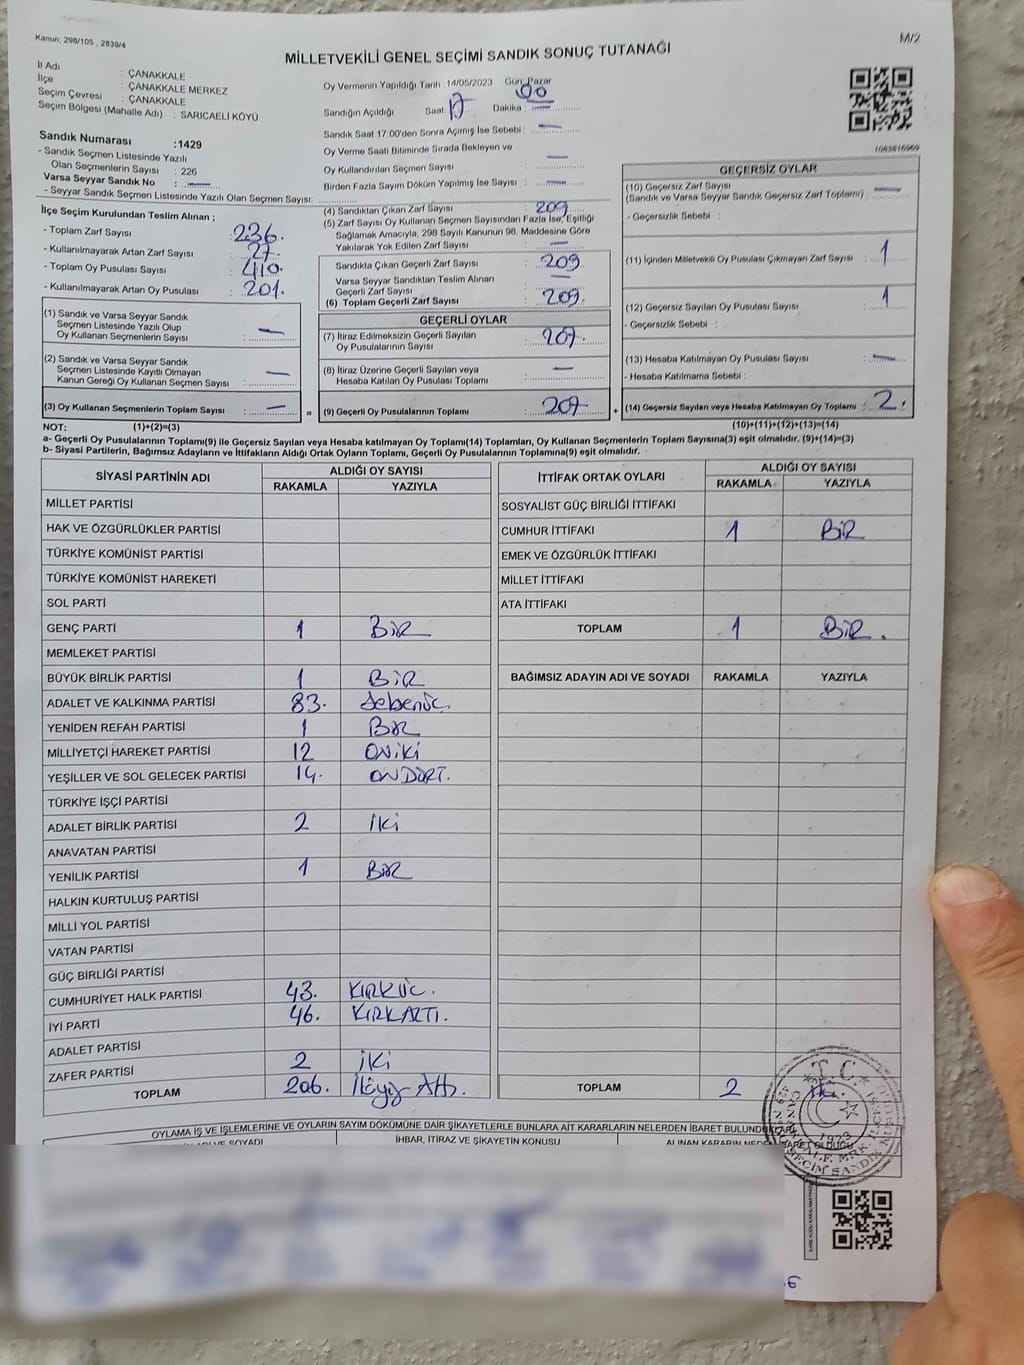 Kanun; 298/105 , 2839/4
M/2
MİLLETVEKİLİ GENEL SEÇİMİ SANDIK SONUÇ TUTANAĞI
İl Adı : ÇANAKKALE
İlçe : ÇANAKKALE MERKEZ
Seçim Çevresi : ÇANAKKALE
Seçim Bölgesi (Mahalle Adı) : SARICAELİ KÖYÜ
Sandık Numarası :1429
- Sandık Seçmen Listesinde Yazılı
Olan Seçmenlerin Sayısı : 226
Varsa Seyyar Sandık No :
- Seyyar Sandık Seçmen Listesinde Yazılı Olan Seçmen Sayısı:
Oy Vermenin Yapıldığı Tarih : 14/05/2023 Gün: Pazar
Sandığın Açıldığı Saat 17 Dakika : 00
Sandık Saat 17:00'den Sonra Açımış İse Sebebi : —
Oy Verme Saati Bitiminde Sırada Bekleyen ve
Oy Kullandırılan Seçmen Sayısı —
Birden Fazla Sayım Döküm Yapılmış İse Sayısı : —
İlçe Seçim Kurulundan Teslim Alınan ;
- Toplam Zarf Sayısı : 236.
- Kullanılmayarak Artan Zarf Sayısı : 27.
- Toplam Oy Pusulası Sayısı : 410.
- Kullanılmayarak Artan Oy Pusulası : 201.
(1) Sandık ve Varsa Seyyar Sandık
Seçmen Listesinde Yazılı Olup
Oy Kullanan Seçmenlerin Sayısı : —
(2) Sandık ve Varsa Seyyar Sandık
Seçmen Listesinde Kayıtlı Olmayan
Kanun Gereği Oy Kullanan Seçmen Sayısı : —
(3) Oy Kullanan Seçmenlerin Toplam Sayısı : —
(4) Sandıktan Çıkan Zarf Sayısı : 209
(5) Zarf Sayısı Oy Kullanan Seçmen Sayısından Fazla İse, Eşitliği
Sağlamak Amacıyla, 298 Sayılı Kanunun 98. Maddesine Göre
Yakılarak Yok Edilen Zarf Sayısı : —
Sandıkta Çıkan Geçerli Zarf Sayısı : 209
Varsa Seyyar Sandıktan Teslim Alınan
Geçerli Zarf Sayısı : —
(6) Toplam Geçerli Zarf Sayısı : 209.
GEÇERLİ OYLAR
(7) İtiraz Edilmeksizin Geçerli Sayılan
Oy Pusulalarının Sayısı : 207.
(8) İtiraz Üzerine Geçerli Sayılan veya
Hesaba Katılan Oy Pusulası Toplamı : —
= (9) Geçerli Oy Pusulalarının Toplamı : 207
GEÇERSİZ OYLAR
(10) Geçersiz Zarf Sayısı
(Sandık ve Varsa Seyyar Sandık Geçersiz Zarf Toplamı) : —
- Geçersizlik Sebebi :
(11) İçinden Milletvekili Oy Pusulası Çıkmayan Zarf Sayısı : 1
(12) Geçersiz Sayılan Oy Pusulası Sayısı : 1
- Geçersizlik Sebebi :
(13) Hesaba Katılmayan Oy Pusulası Sayısı : —
- Hesaba Katılmama Sebebi :
+ (14) Geçersiz Sayılan veya Hesaba Katılmayan Oy Toplamı : 2.
NOT: (1)+(2)=(3) (10)+(11)+(12)+(13)=(14)
a- Geçerli Oy Pusulalarının Toplamı(9) ile Geçersiz Sayılan veya Hesaba katılmayan Oy Toplamı(14) Toplamları, Oy Kullanan Seçmenlerin Toplam Sayısına(3) eşit olmalıdır. (9)+(14)=(3)
b- Siyasi Partilerin, Bağımsız Adayların ve İttifakların Aldığı Ortak Oyların Toplamı, Geçerli Oy Pusulalarının Toplamına(9) eşit olmalıdır.
SİYASİ PARTİNİN ADI ALDIĞI OY SAYISI
RAKAMLA YAZIYLA
MİLLET PARTİSİ
HAK VE ÖZGÜRLÜKLER PARTİSİ
TÜRKİYE KOMÜNİST PARTİSİ
TÜRKİYE KOMÜNİST HAREKETİ
SOL PARTİ
GENÇ PARTİ 1 BİR
MEMLEKET PARTİSİ
BÜYÜK BİRLİK PARTİSİ 1 BİR
ADALET VE KALKINMA PARTİSİ 83. Seksenüç.
YENİDEN REFAH PARTİSİ 1 BİR
MİLLİYETÇİ HAREKET PARTİSİ 12 ONİKİ
YEŞİLLER VE SOL GELECEK PARTİSİ 14. ONDÖRT.
TÜRKİYE İŞÇİ PARTİSİ
ADALET BİRLİK PARTİSİ 2 İKİ
ANAVATAN PARTİSİ
YENİLİK PARTİSİ 1 BİR
HALKIN KURTULUŞ PARTİSİ
MİLLİ YOL PARTİSİ
VATAN PARTİSİ
GÜÇ BİRLİĞİ PARTİSİ
CUMHURİYET HALK PARTİSİ 43. KIRKÜÇ.
İYİ PARTİ 46. KIRKALTI.
ADALET PARTİSİ
ZAFER PARTİSİ 2 İKİ
TOPLAM 206. İkiyüz Altı.
İTTİFAK ORTAK OYLARI ALDIĞI OY SAYISI
RAKAMLA YAZIYLA
SOSYALİST GÜÇ BİRLİĞİ İTTİFAKI
CUMHUR İTTİFAKI 1 BİR
EMEK VE ÖZGÜRLÜK İTTİFAKI
MİLLET İTTİFAKI
ATA İTTİFAKI
TOPLAM 1 BİR.
BAĞIMSIZ ADAYIN ADI VE SOYADI RAKAMLA YAZIYLA
TOPLAM 2
OYLAMA İŞ VE İŞLEMLERİNE VE OYLARIN SAYIM DÖKÜMÜNE DAİR ŞİKAYETLERLE BUNLARA AİT KARARLARIN NELERDEN İBARET BULUNDUKLARI
İHBAR, İTİRAZ VE ŞİKAYETİN KONUSU
T.C.
1923